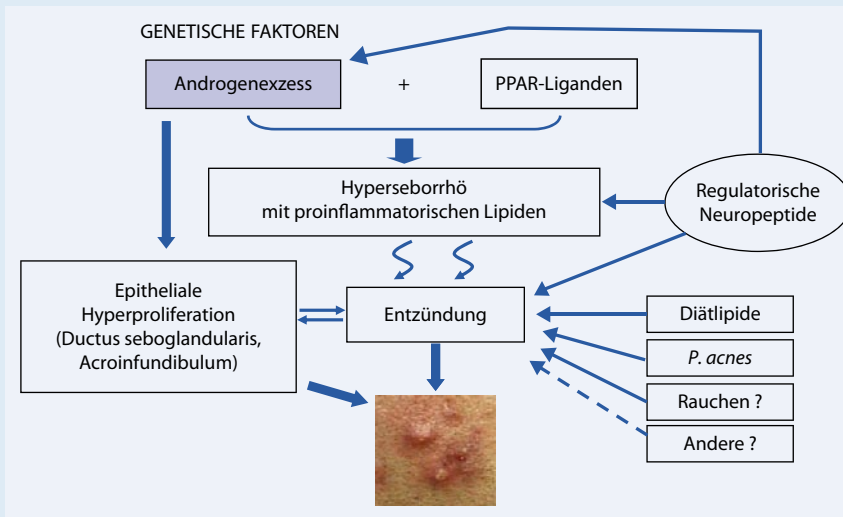 GENETISCHE FAKTOREN
Androgenexzess
+
PPAR-Liganden
Hyperseborrhö
mit proinflammatorischen Lipiden
Regulatorische
Neuropeptide
Epitheliale
Hyperproliferation
(Ductus seboglandularis,
Acroinfundibulum)
Entzündung
Diätlipide
P. acnes
Rauchen ?
Andere ?